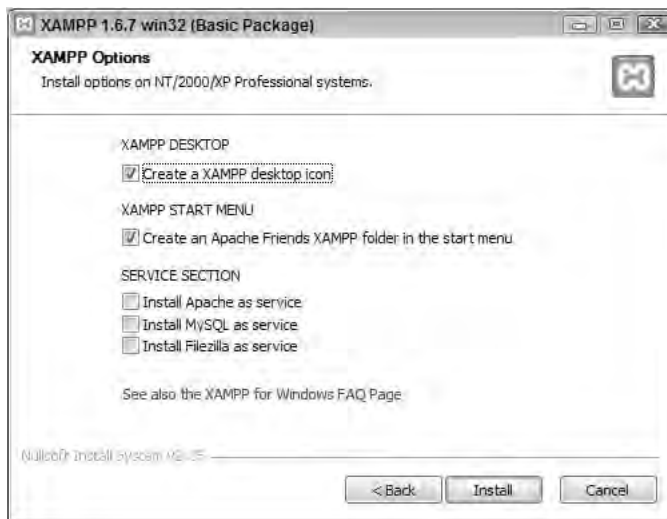 XAMPP 1.6.7 win32 (Basic Package)
XAMPP Options
Install options on NT/2000/XP Professional systems.
XAMPP DESKTOP
Create a XAMPP desktop icon
XAMPP START MENU
Create an Apache Friends XAMPP folder in the start menu
SERVICE SECTION
Install Apache as service
Install MySQL as service
Install Filezilla as service
See also the XAMPP for Windows FAQ Page
Nullsoft Install System
< Back
Install
Cancel